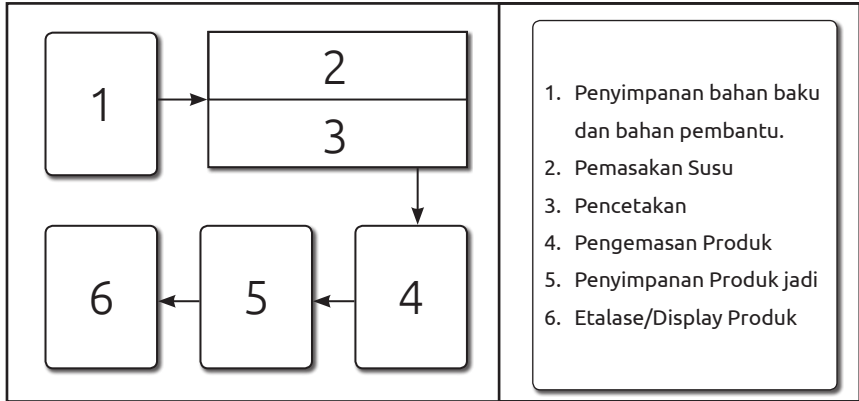 1
2
3
6
5
4
1. Penyimpanan bahan baku
dan bahan pembantu.
2. Pemasakan Susu
3. Pencetakan
4. Pengemasan Produk
5. Penyimpanan Produk jadi
6. Etalase/Display Produk